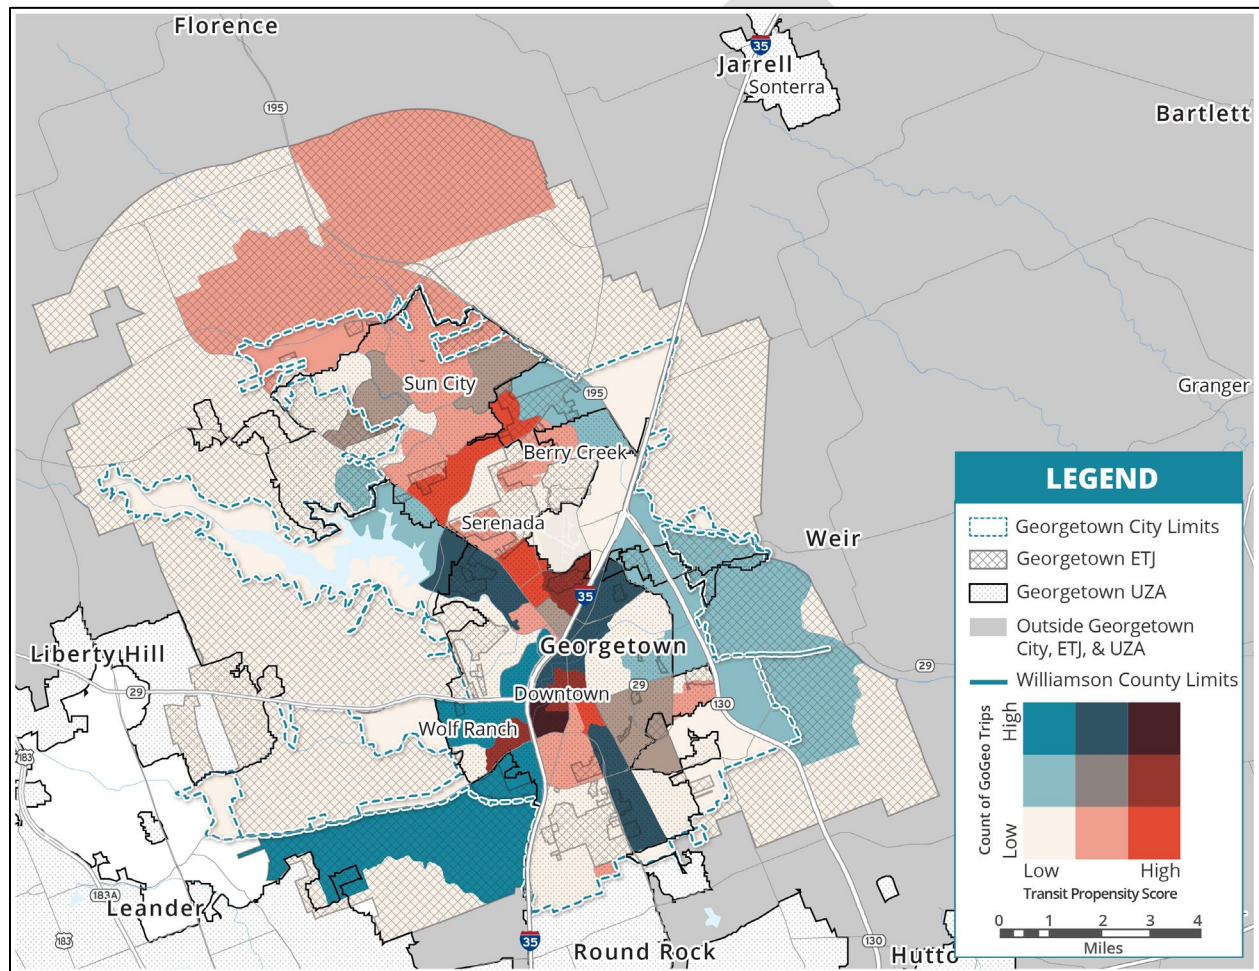 Florence
35
Jarrell
Sonterra
195
Bartlett
Granger
Sun City
195
Berry Creek
Serenada
Weir
35
Liberty Hill
Georgetown
29
29
Downtown
29
130
Wolf Ranch
183
183A
Leander
183
35
Round Rock
130
Hutto
LEGEND
Georgetown City Limits
Georgetown ETJ
Georgetown UZA
Outside Georgetown
City, ETJ, & UZA
Williamson County Limits
Count of GoGeo Trips
High
Low
Low
High
Transit Propensity Score
0 1 2 3 4
Miles